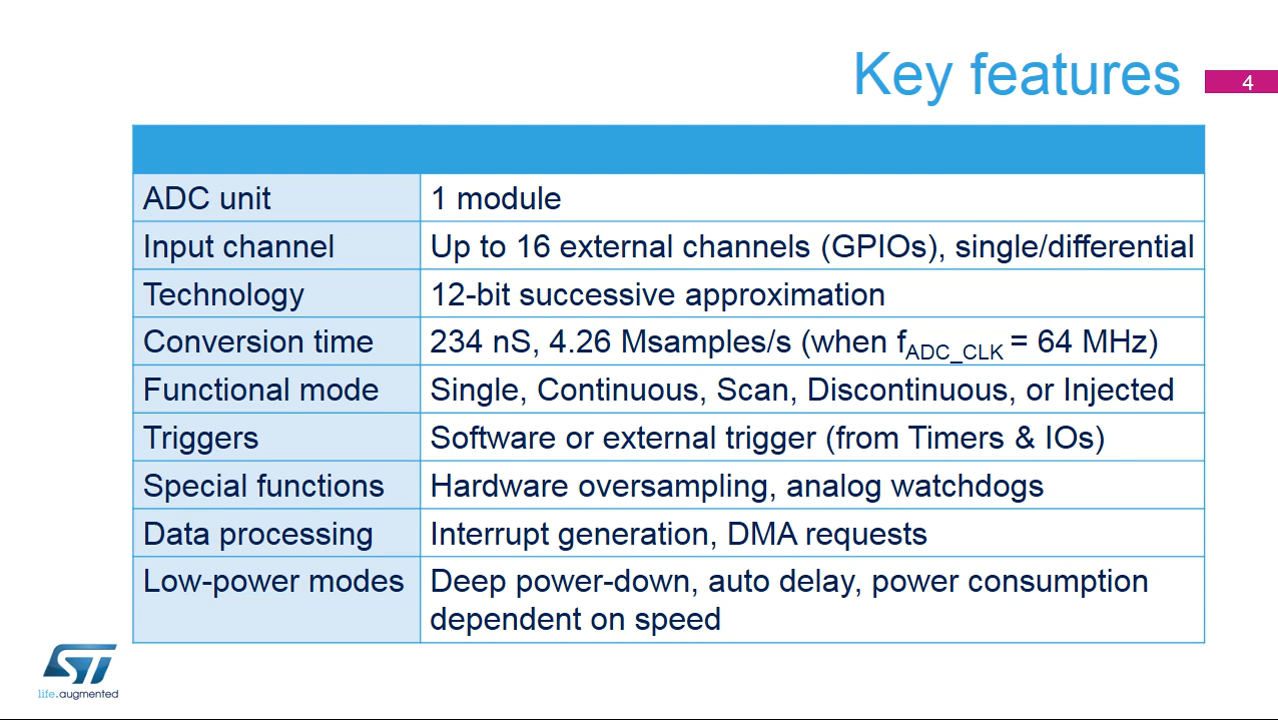 Key features
4
ADC unit
1 module
Input channel
Up to 16 external channels (GPIOs), single/differential
Technology
12-bit successive approximation
Conversion time
234 nS, 4.26 Msamples/s (when fADC_CLK = 64 MHz)
Functional mode
Single, Continuous, Scan, Discontinuous, or Injected
Triggers
Software or external trigger (from Timers & IOs)
Special functions
Hardware oversampling, analog watchdogs
Data processing
Interrupt generation, DMA requests
Low-power modes
Deep power-down, auto delay, power consumption
dependent on speed
ST
life.augmented